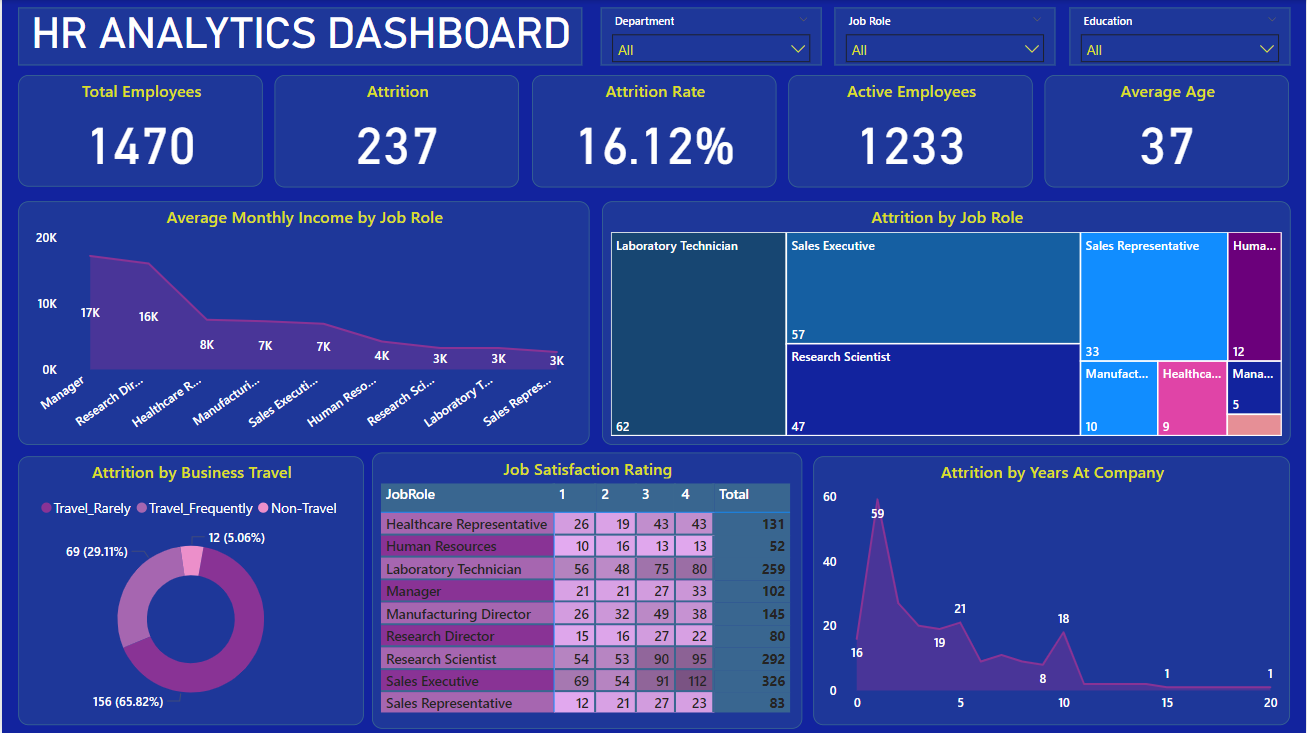 HR ANALYTICS DASHBOARD
Department
All
Job Role
All
Education
All
Total Employees
1470
Attrition
237
Attrition Rate
16.12%
Active Employees
1233
Average Age
37
Average Monthly Income by Job Role
20K
10K
0K
17K
16K
8K
7K
7K
4K
3K
3K
3K
Manager
Research Dir...
Healthcare R...
Manufacturi...
Sales Executi...
Human Reso...
Research Sci...
Laboratory T...
Sales Repres...
Attrition by Job Role
Laboratory Technician
62
Sales Executive
57
Research Scientist
47
Sales Representative
33
Huma...
12
Manufact...
10
Healthca...
9
Mana...
5
Attrition by Business Travel
Travel_Rarely Travel_Frequently Non-Travel
12 (5.06%)
69 (29.11%)
156 (65.82%)
Job Satisfaction Rating
JobRole 1 2 3 4 Total
Healthcare Representative 26 19 43 43 131
Human Resources 10 16 13 13 52
Laboratory Technician 56 48 75 80 259
Manager 21 21 27 33 102
Manufacturing Director 26 32 49 38 145
Research Director 15 16 27 22 80
Research Scientist 54 53 90 95 292
Sales Executive 69 54 91 112 326
Sales Representative 12 21 27 23 83
Attrition by Years At Company
60
40
20
0
16
59
19
21
8
18
1
1
0 5 10 15 20